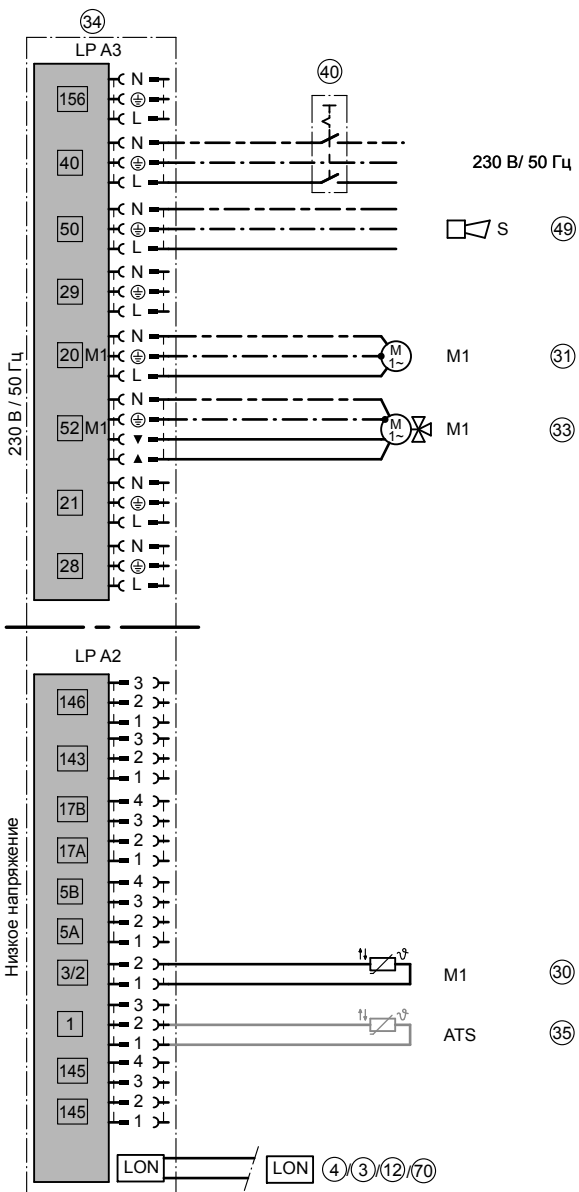 34
LP A3
156 N
L
40
40 N
L
230 В/ 50 Гц
50 N
L
S 49
29 N
L
20 M1 N
L
M 1~ M1 31
52 M1 N
▼
▲
M 1~ M1 33
21 N
L
28 N
L
230 В / 50 Гц
LP A2
146 3
2
1
143 3
2
1
17B 4
3
17A 2
1
5B 4
3
5A 2
1
3/2 2
1
ϑ M1 30
1 3
2
1
ϑ ATS 35
145 4
3
145 2
1
Низкое напряжение
LON LON 4/3/12/70